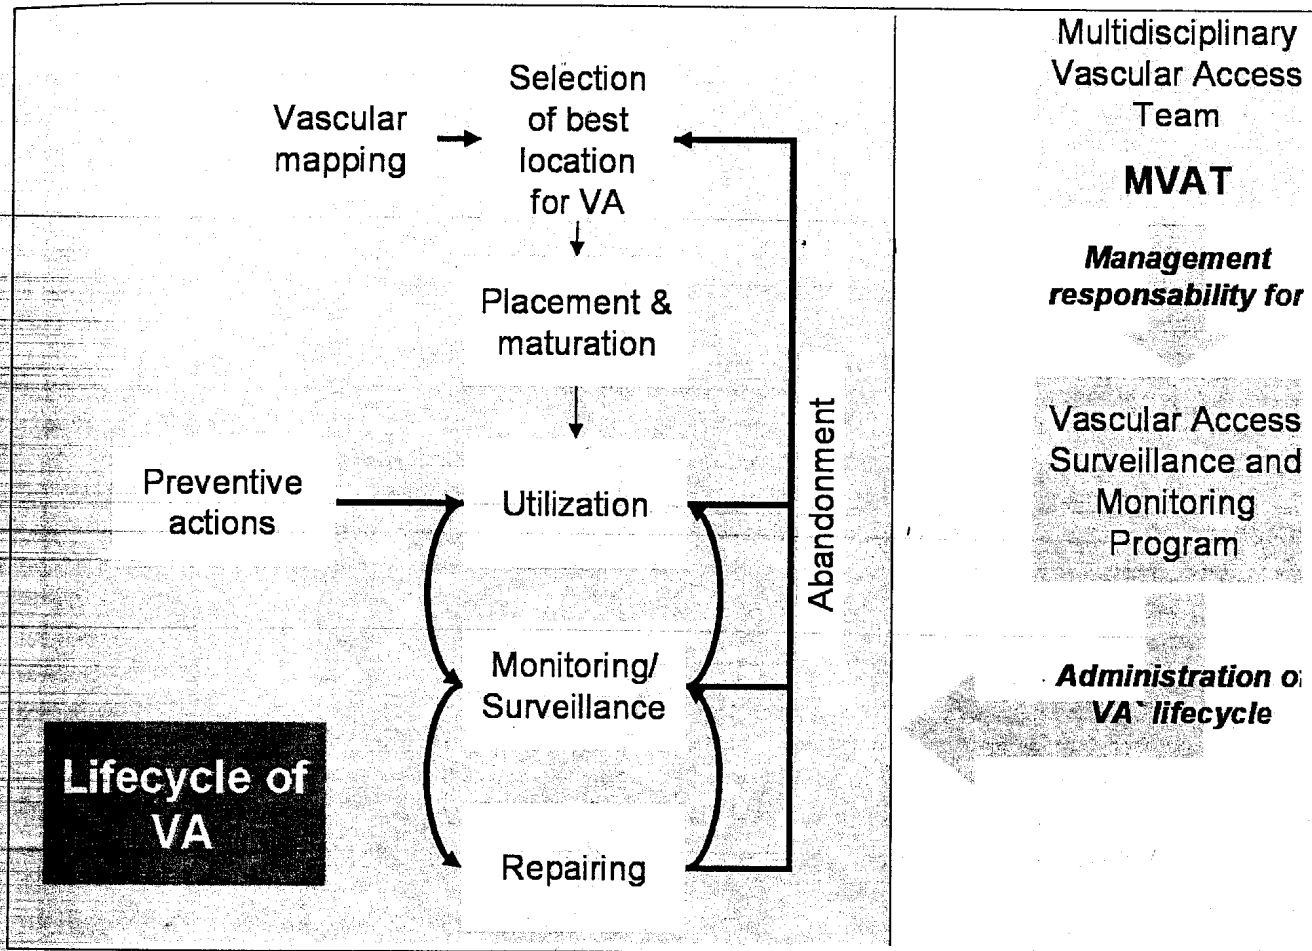 Vascular
mapping
Selection
of best
location
for VA
Placement &
maturation
Preventive
actions
Utilization
Monitoring/
Surveillance
Repairing
Abandonment
Lifecycle of
VA
Multidisciplinary
Vascular Access
Team
MVAT
Management
responsability for
Vascular Access
Surveillance and
Monitoring
Program
Administration o
VA` lifecycle